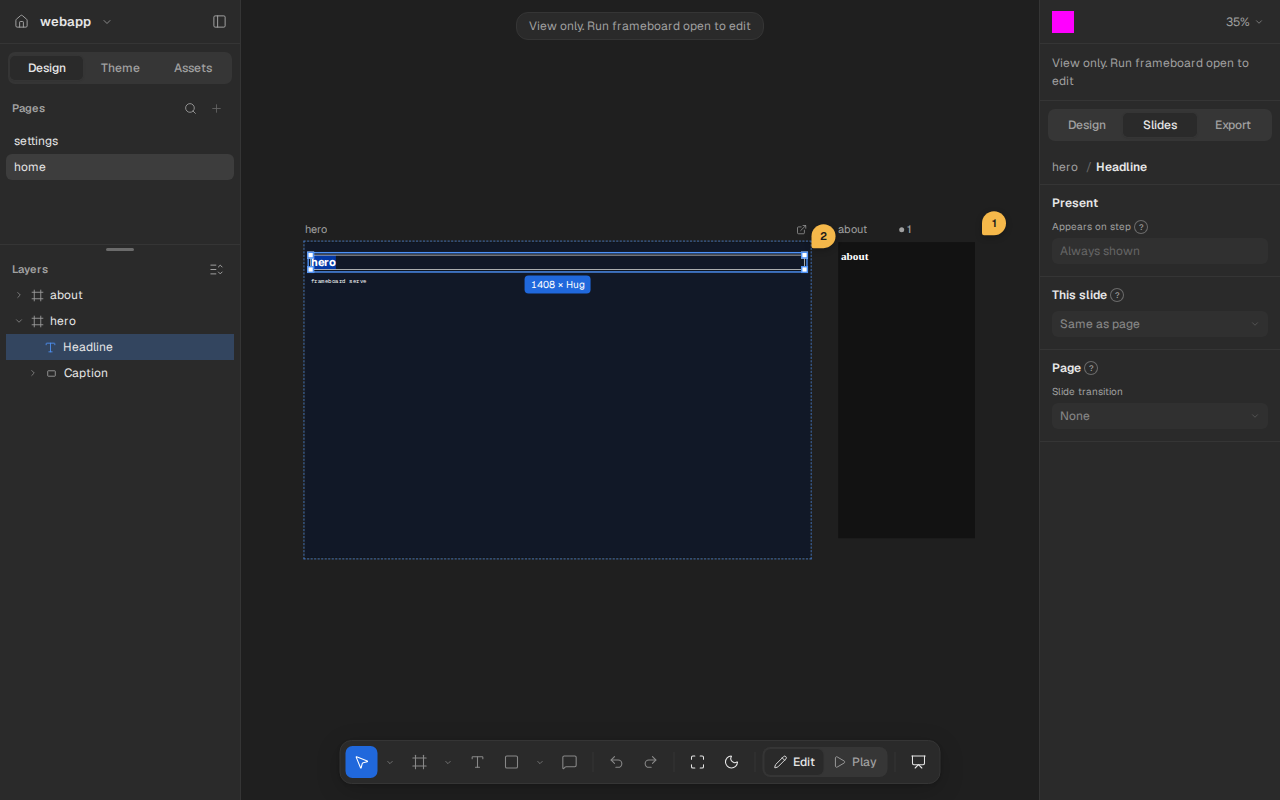 webapp
View only. Run frameboard open to edit
35%
Design
Theme
Assets
View only. Run frameboard open to
edit
Pages
Design
Slides
Export
settings
home
hero / Headline
Present
Appears on step ?
Always shown
hero
2
about
1
1
hero
about
frameboard serve
1408 × Hug
Layers
about
hero
Headline
Caption
This slide ?
Same as page
Page ?
Slide transition
None
Edit
Play